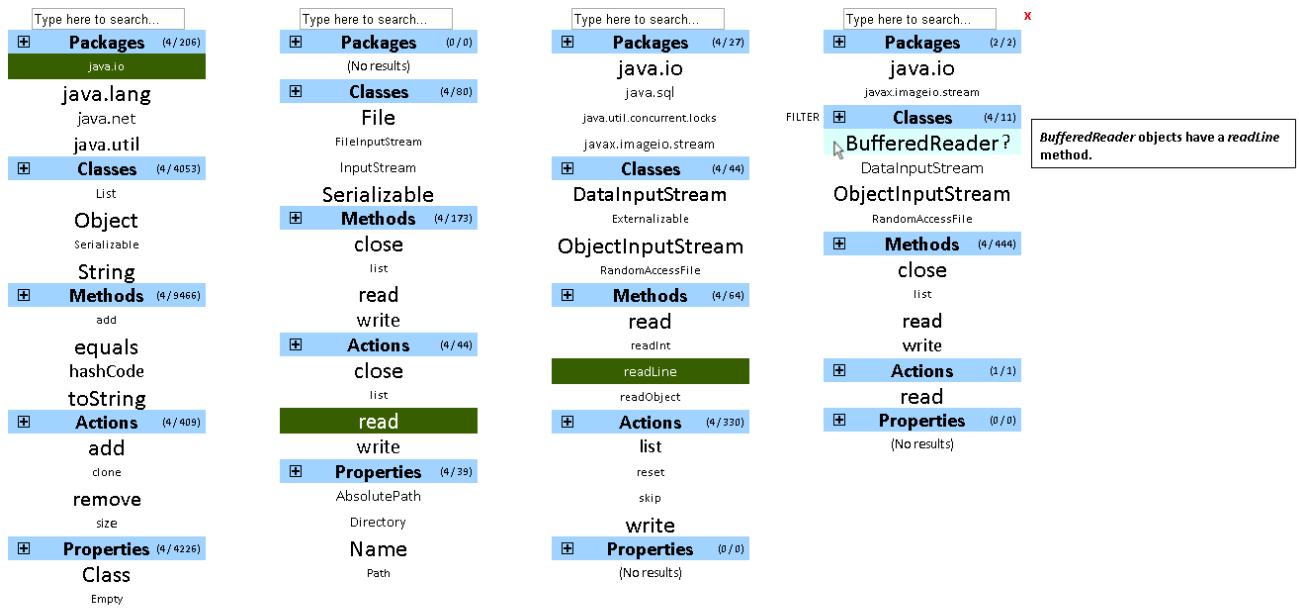 Type here to search...
Packages (4/206)
java.io
java.lang
java.net
java.util
Classes (4/4053)
List
Object
Serializable
String
Methods (4/9466)
add
equals
hashCode
toString
Actions (4/409)
add
clone
remove
size
Properties (4/4226)
Class
Empty
Type here to search...
Packages (0/0)
(No results)
Classes (4/80)
File
FileInputStream
InputStream
Serializable
Methods (4/173)
close
list
read
write
Actions (4/44)
close
list
read
write
Properties (4/39)
AbsolutePath
Directory
Name
Path
Type here to search...
Packages (4/27)
java.io
java.sql
java.util.concurrent.locks
javax.imageio.stream
Classes (4/44)
DataInputStream
Externalizable
ObjectInputStream
RandomAccessFile
Methods (4/64)
read
readInt
readLine
readObject
Actions (4/330)
list
reset
skip
write
Properties (0/0)
(No results)
Type here to search... x
Packages (2/2)
java.io
javax.imageio.stream
FILTER Classes (4/11)
BufferedReader?
DataInputStream
ObjectInputStream
RandomAccessFile
Methods (4/444)
close
list
read
write
Actions (1/1)
read
Properties (0/0)
(No results)
BufferedReader objects have a readLine
method.